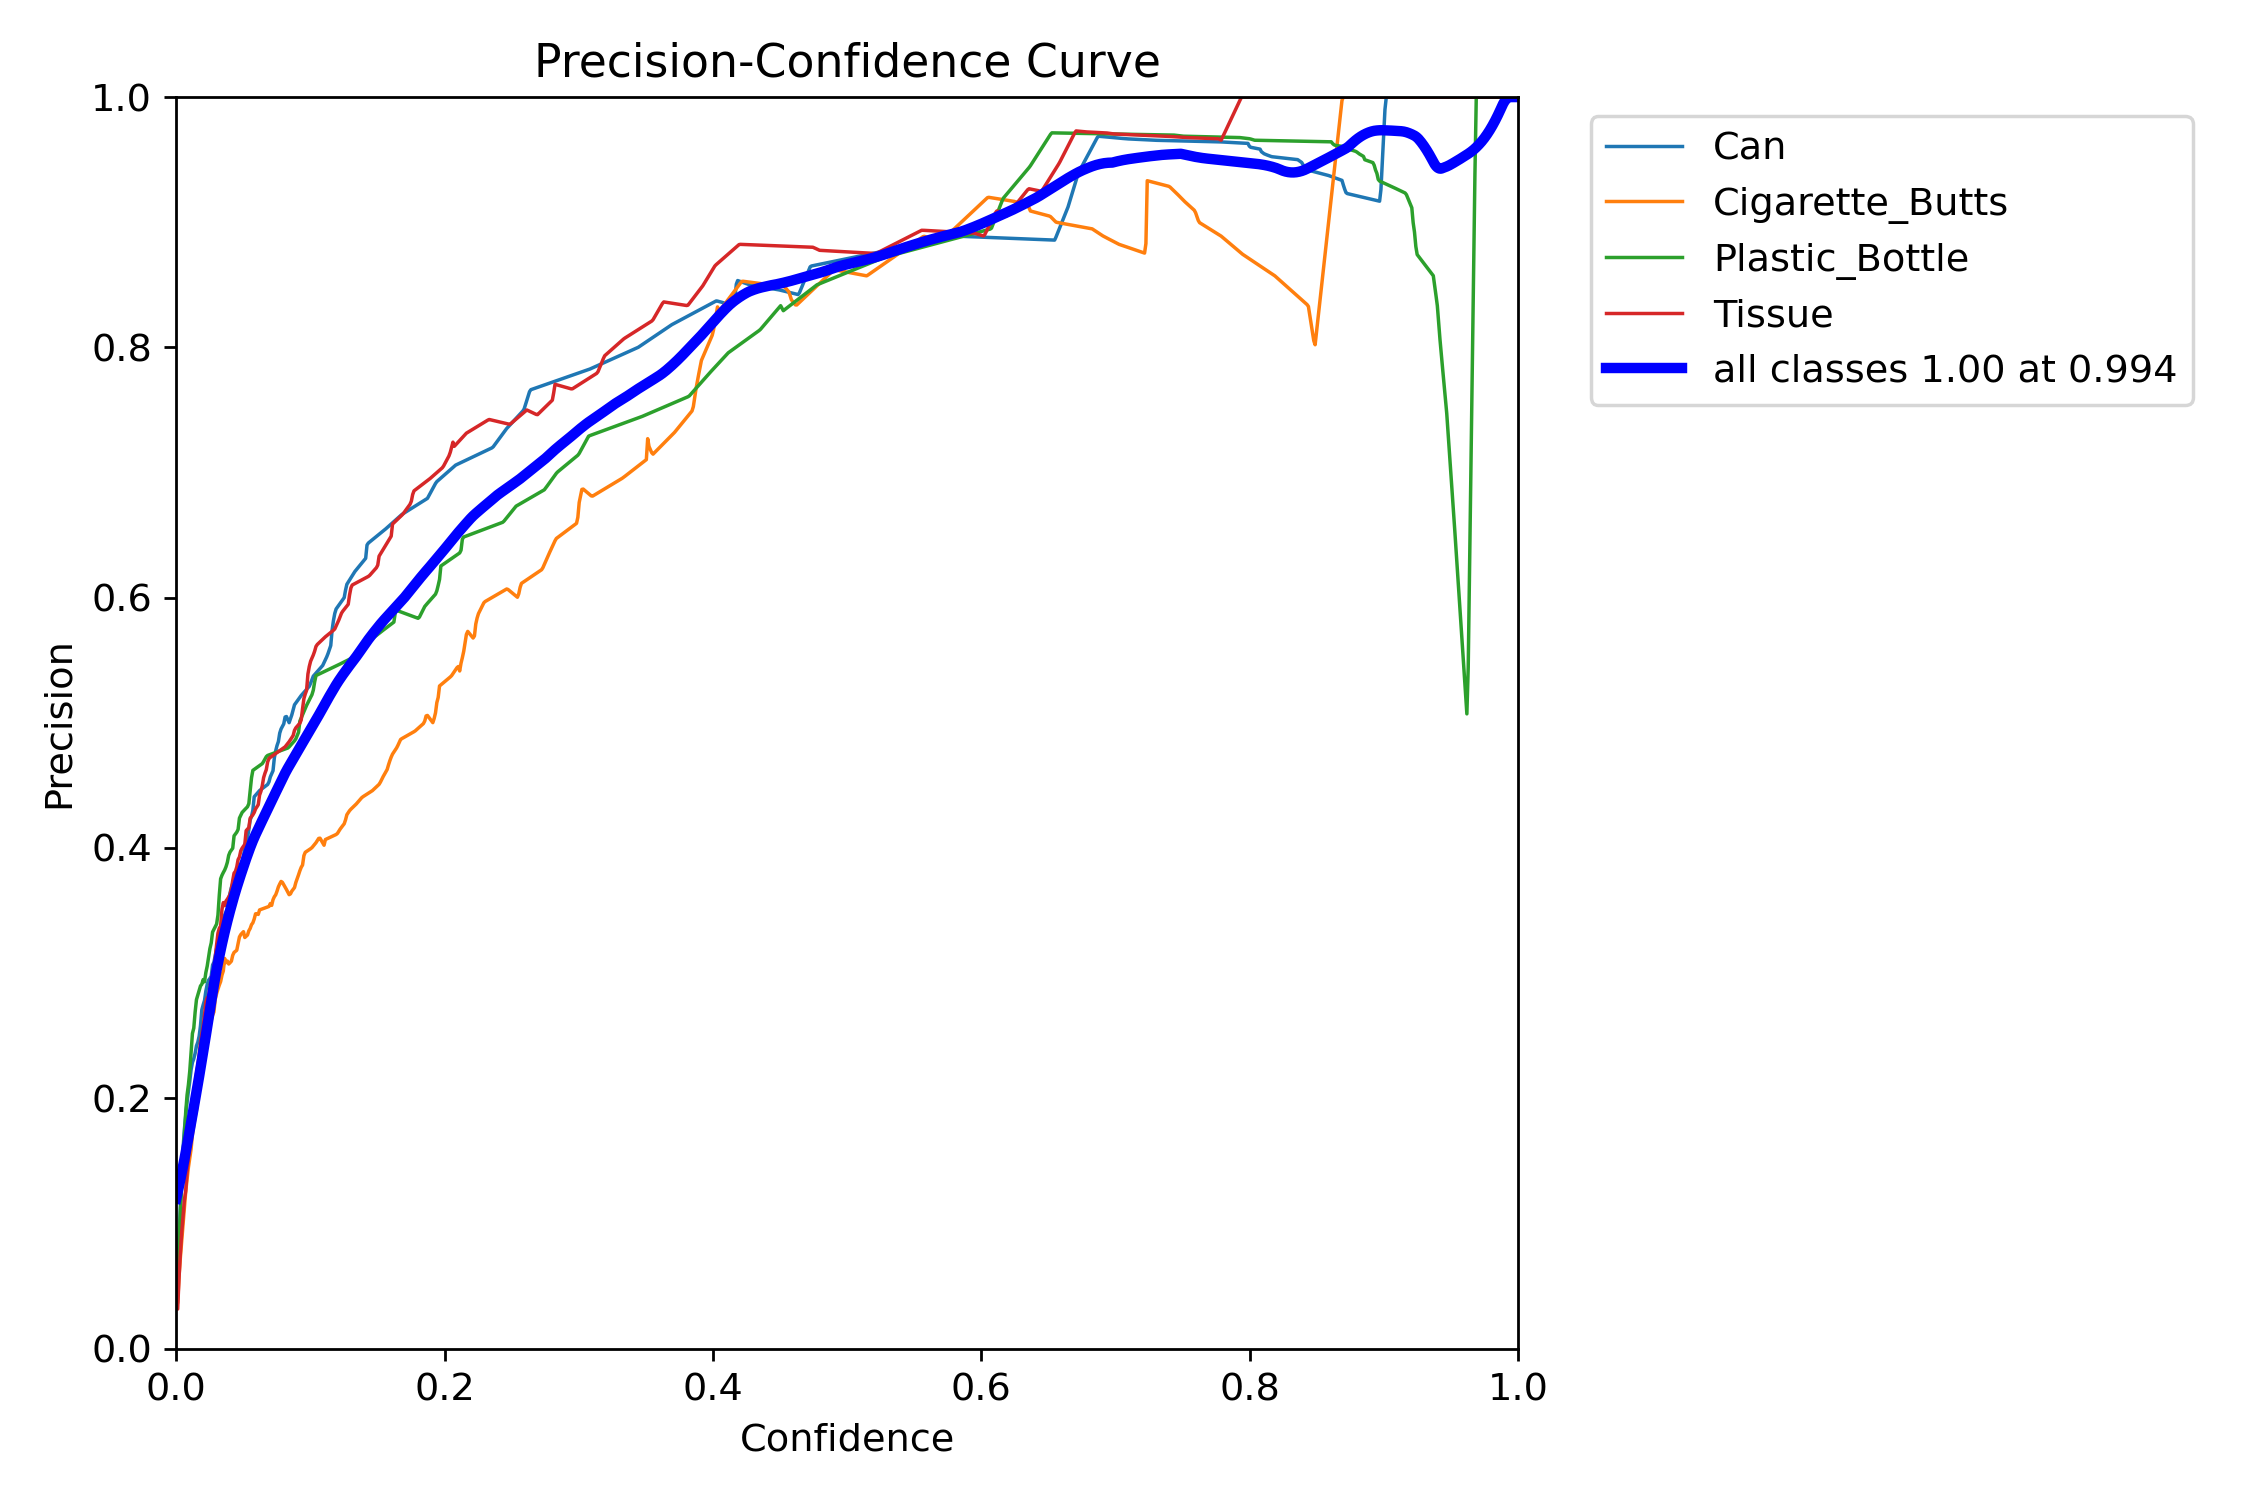 Precision-Confidence Curve
1.0
0.8
0.6
0.4
0.2
0.0
Precision
0.0 0.2 0.4 0.6 0.8 1.0
Confidence
Can
Cigarette_Butts
Plastic_Bottle
Tissue
all classes 1.00 at 0.994